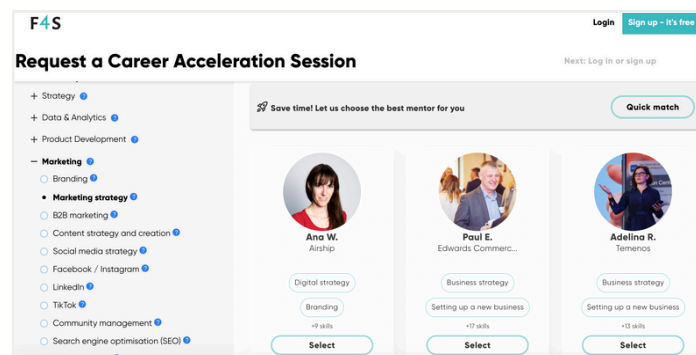 F4S
Login
Sign up - it's free
Request a Career Acceleration Session
Next: Log in or sign up
+ Strategy ?
+ Data & Analytics ?
+ Product Development ?
— Marketing ?
Branding ?
Marketing strategy ?
B2B marketing ?
Content strategy and creation ?
Social media strategy ?
Facebook / Instagram ?
LinkedIn ?
TikTok ?
Community management ?
Search engine optimisation (SEO) ?
Save time! Let us choose the best mentor for you
Quick match
Ana W.
Airship
Digital strategy
Branding
+9 skills
Select
Paul E.
Edwards Commerc...
Business strategy
Setting up a new business
+17 skills
Select
Adelina R.
Temenos
Business strategy
Setting up a new business
+13 skills
Select